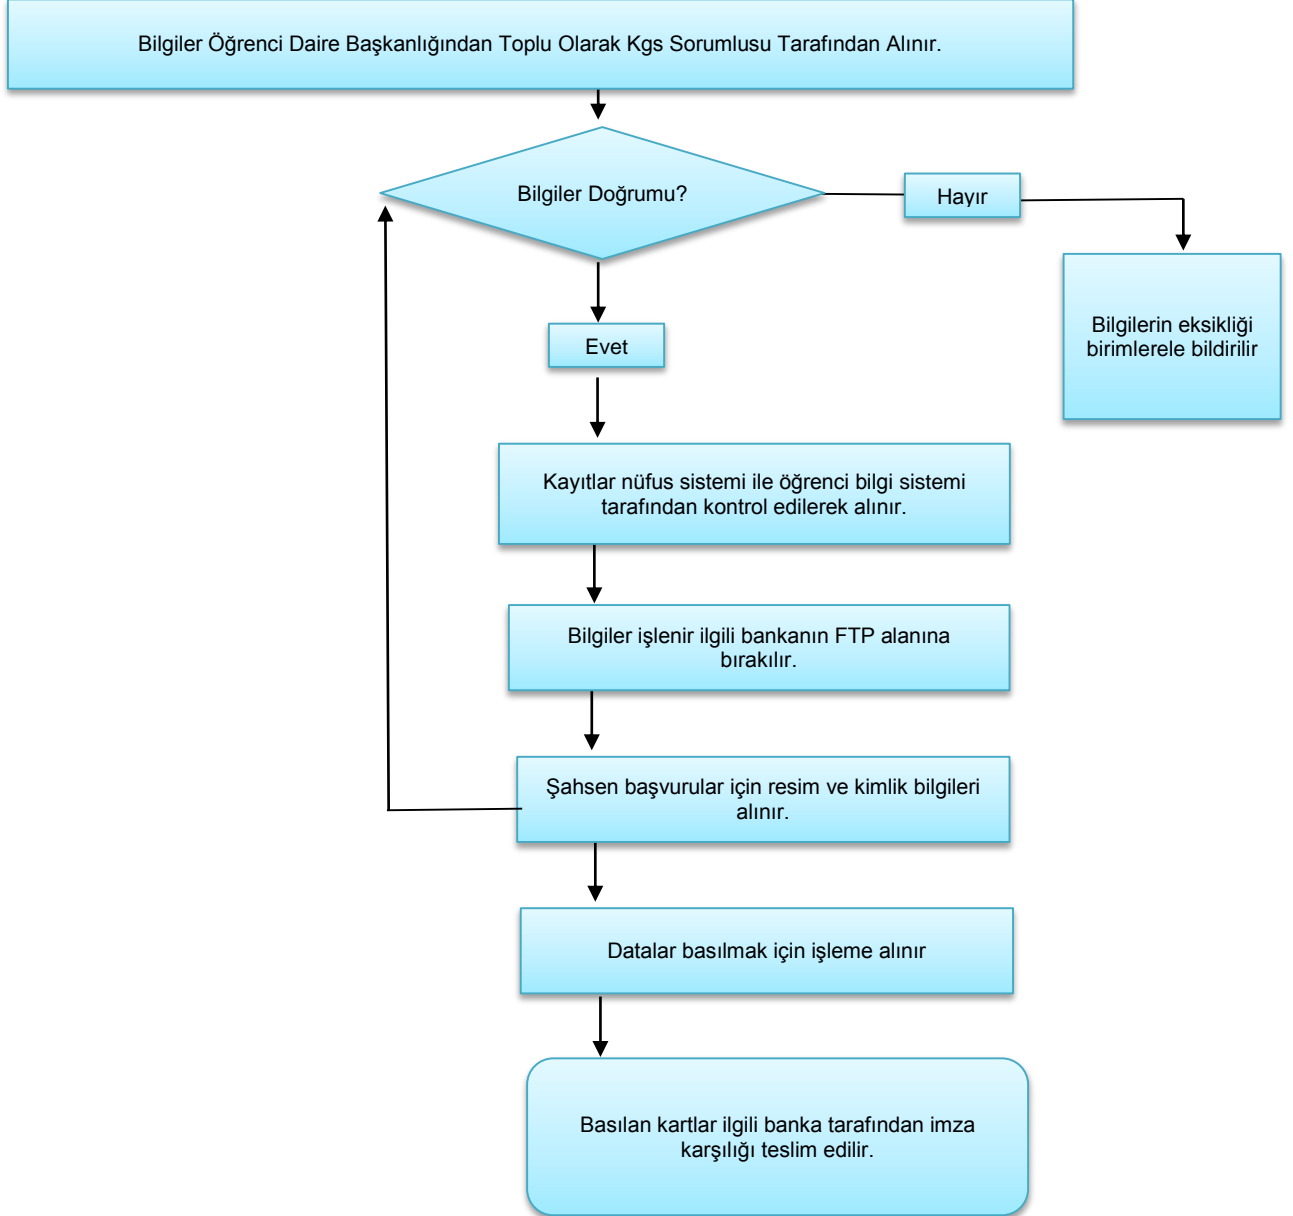 Bilgiler Öğrenci Daire Başkanlığından Toplu Olarak Kgs Sorumlusu Tarafından Alınır.
Bilgiler Doğrumu?
Hayır
Bilgilerin eksikliği
birimlerele bildirilir
Evet
Kayıtlar nüfus sistemi ile öğrenci bilgi sistemi
tarafından kontrol edilerek alınır.
Bilgiler işlenir ilgili bankanın FTP alanına
bırakılır.
Şahsen başvurular için resim ve kimlik bilgileri
alınır.
Datalar basılmak için işleme alınır
Basılan kartlar ilgili banka tarafından imza
karşılığı teslim edilir.